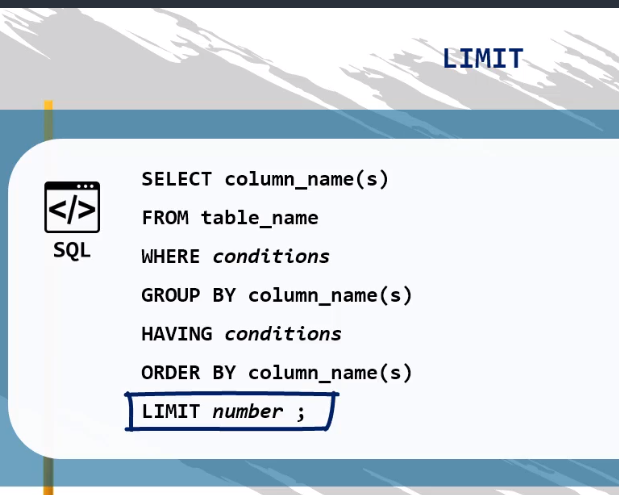 LIMIT
SELECT column_name(s)
FROM table_name
WHERE conditions
GROUP BY column_name(s)
HAVING conditions
ORDER BY column_name(s)
LIMIT number ;
</>
SQL